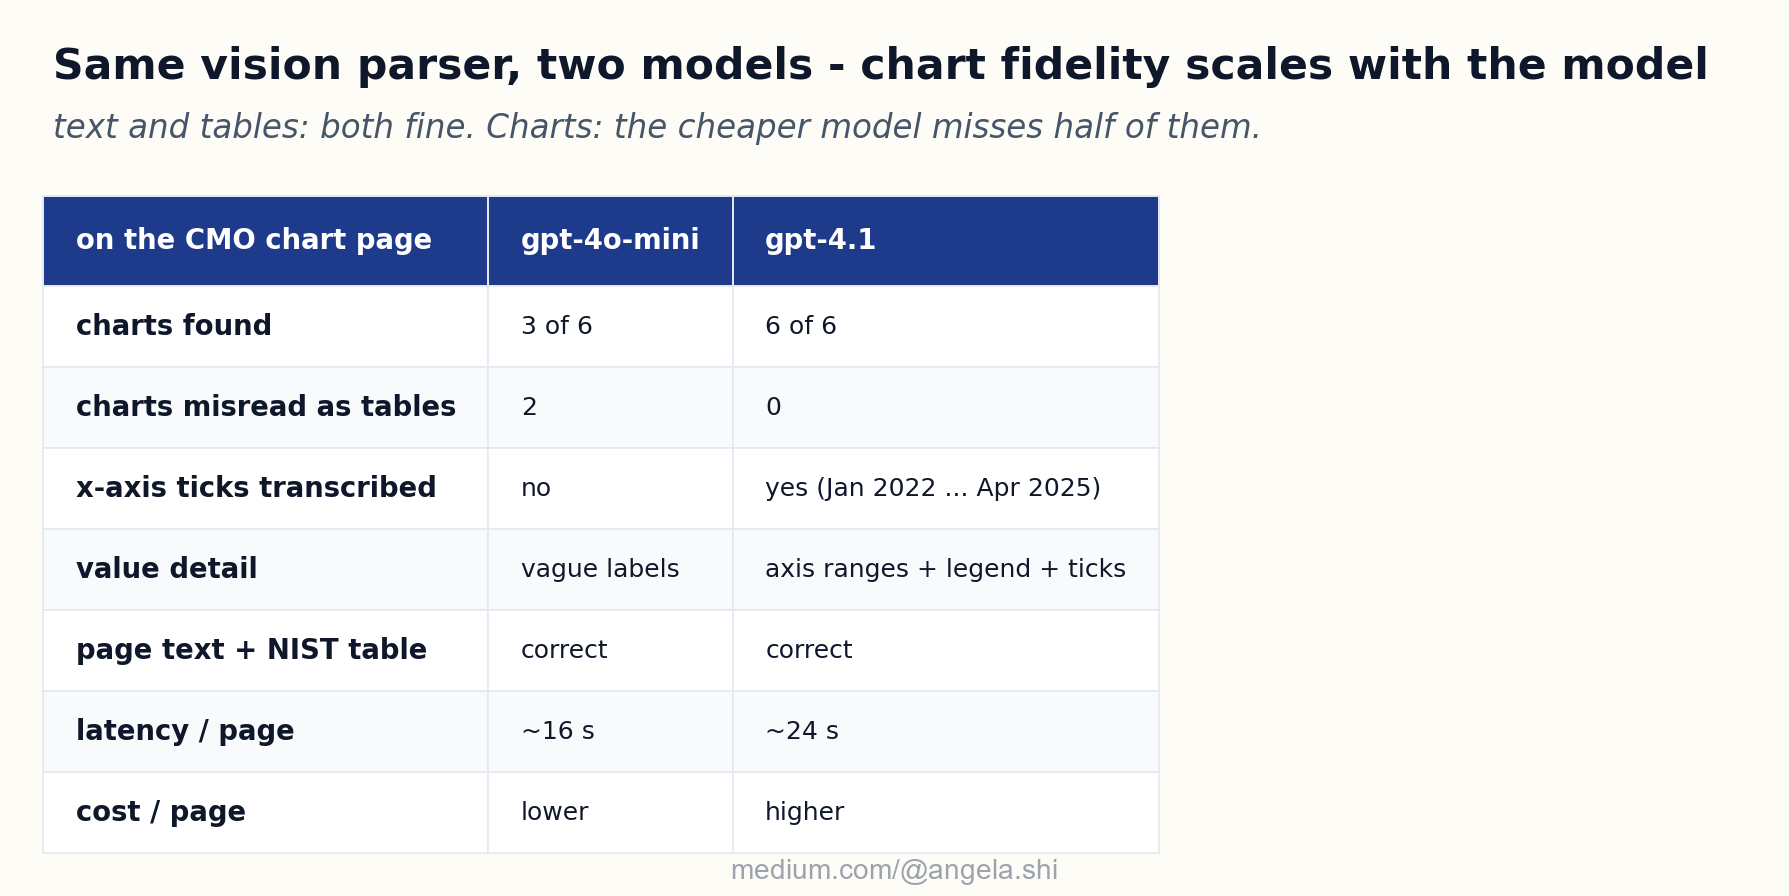 Same vision parser, two models - chart fidelity scales with the model
text and tables: both fine. Charts: the cheaper model misses half of them.
on the CMO chart page gpt-4o-mini gpt-4.1
charts found 3 of 6 6 of 6
charts misread as tables 2 0
x-axis ticks transcribed no yes (Jan 2022 ... Apr 2025)
value detail vague labels axis ranges + legend + ticks
page text + NIST table correct correct
latency / page ~16 s ~24 s
cost / page lower higher
medium.com/@angela.shi